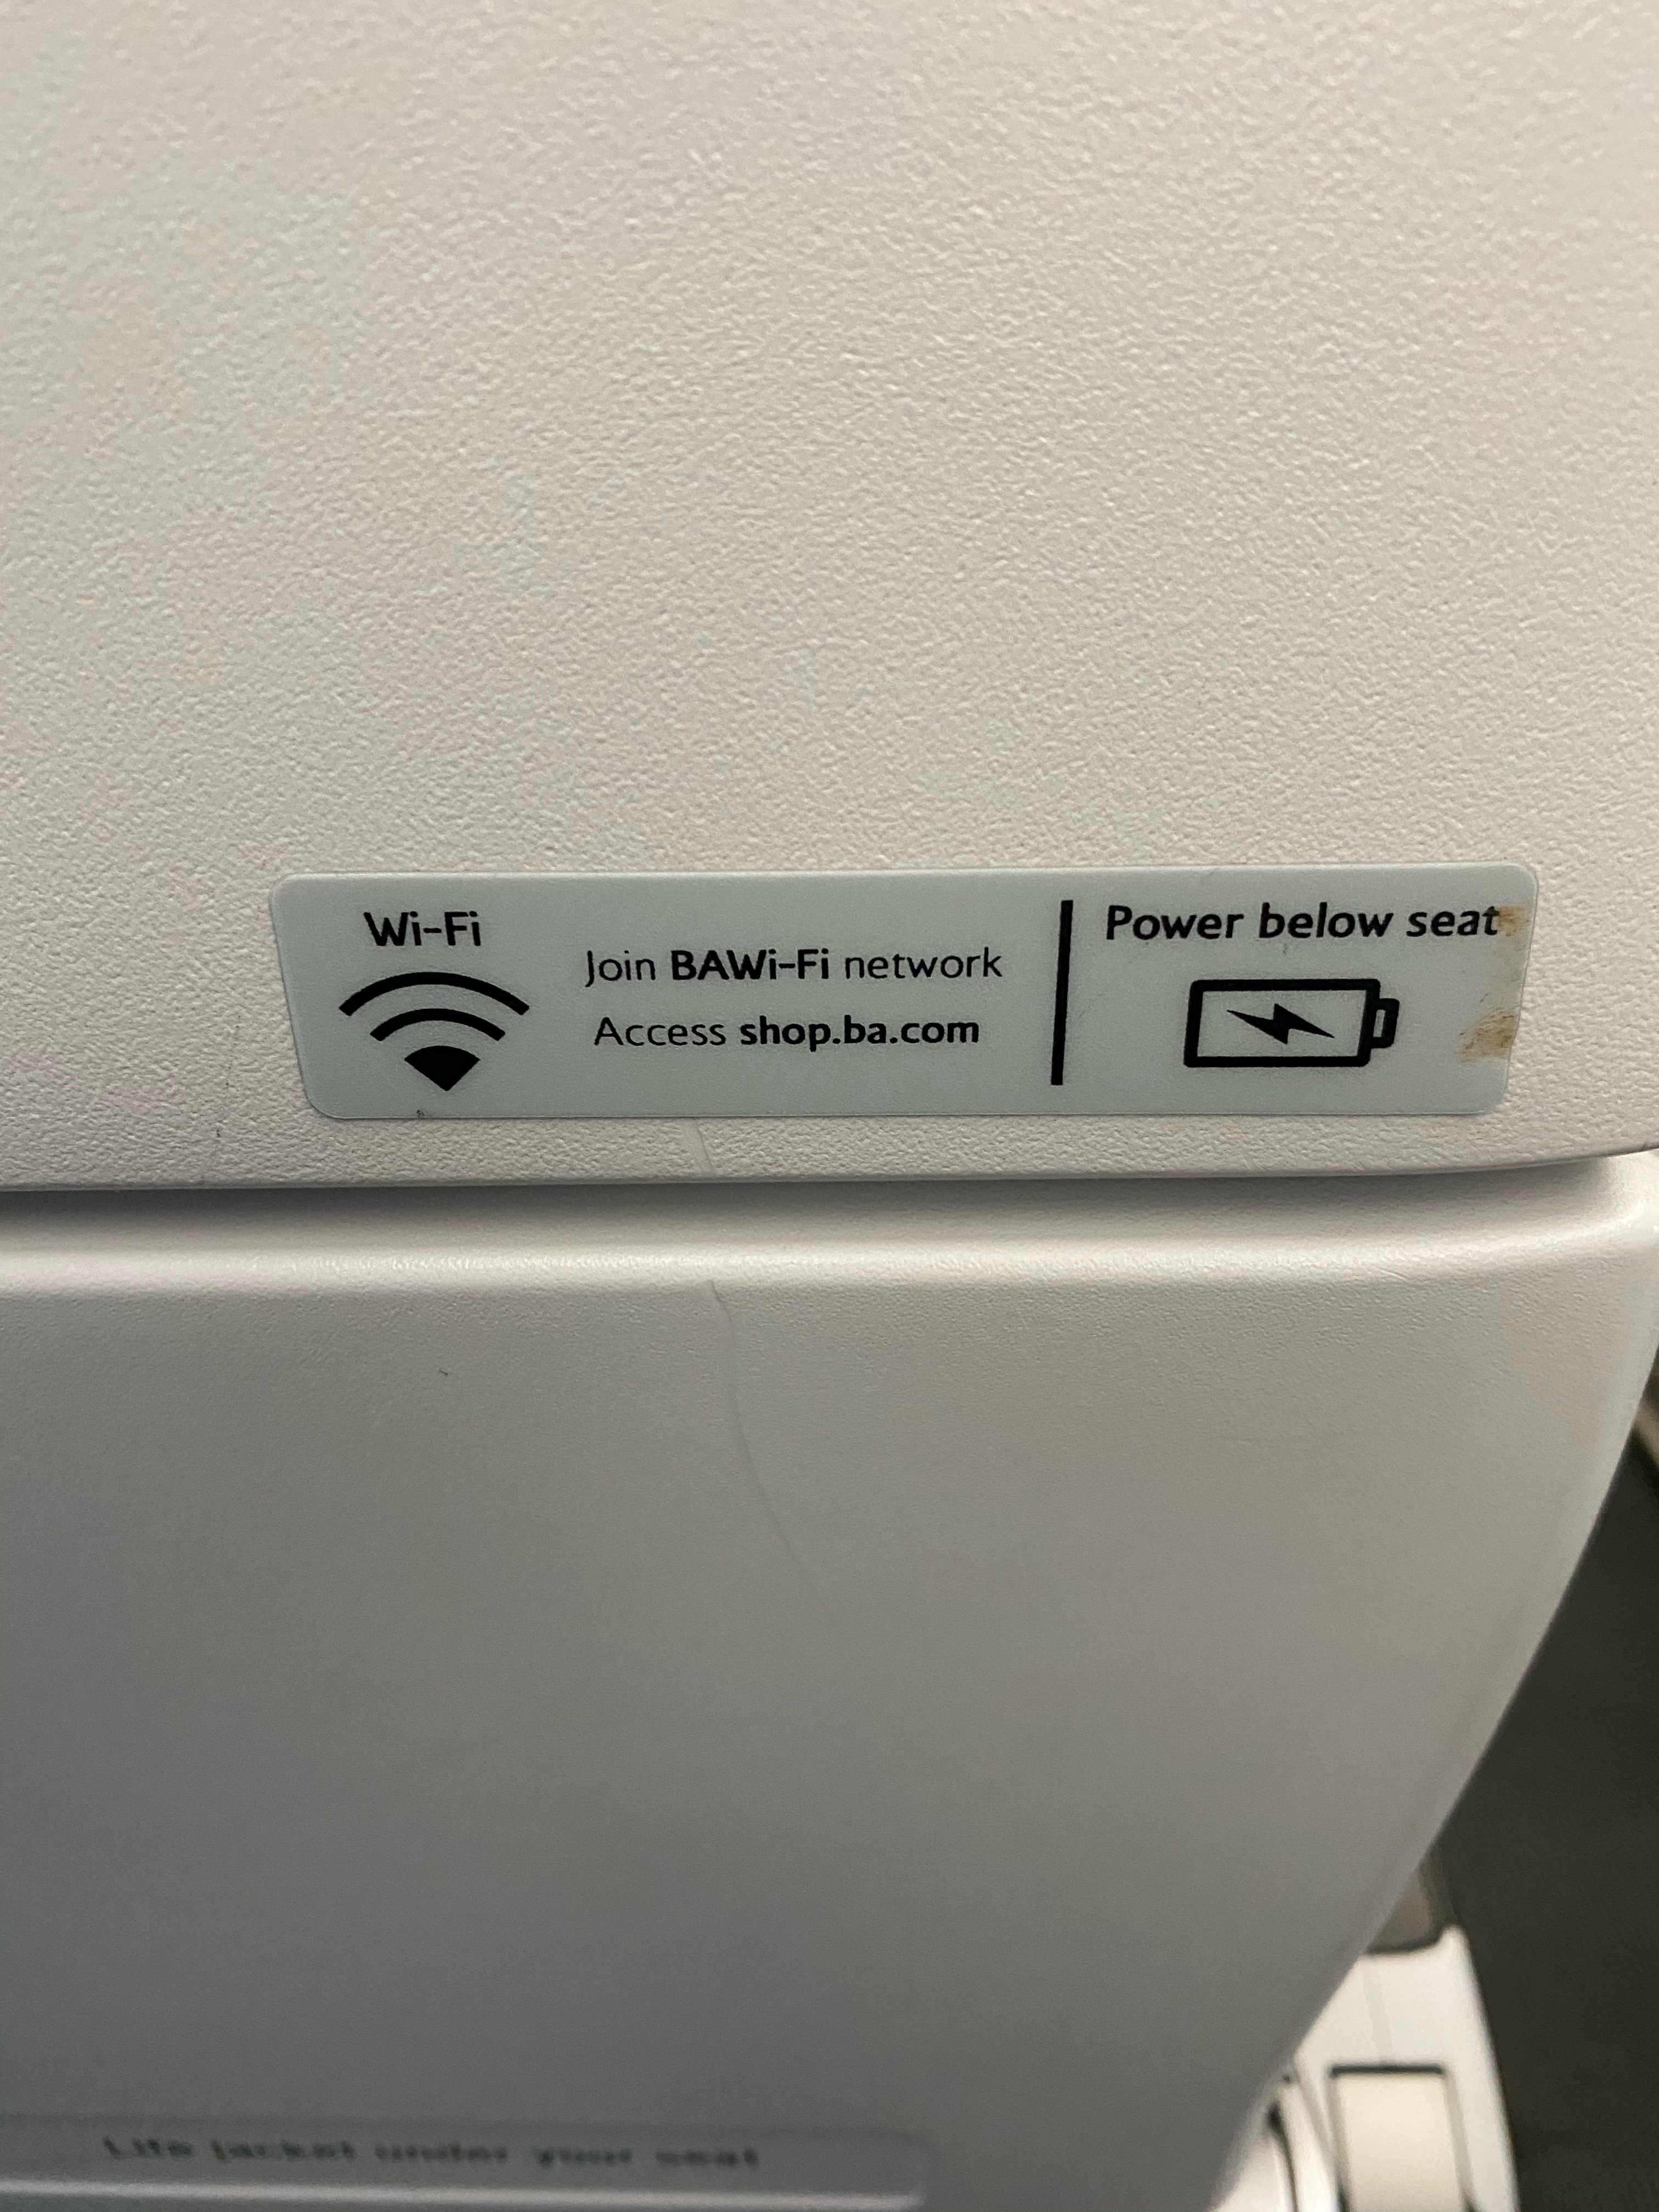 Wi-Fi
Join BAWi-Fi network
Access shop.ba.com
Power below seat
Life jacket under your seat